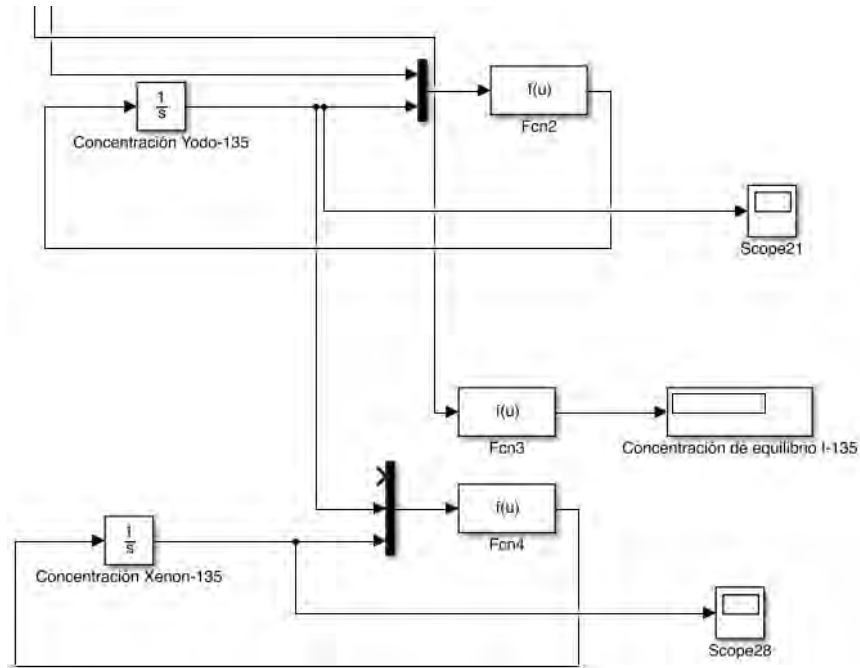 1
s
Concentración Yodo-135
f(u)
Fcn2
Scope21
f(u)
Fcn3
Concentración de equilibrio I-135
f(u)
Fcn4
1
s
Concentración Xenon-135
Scope28